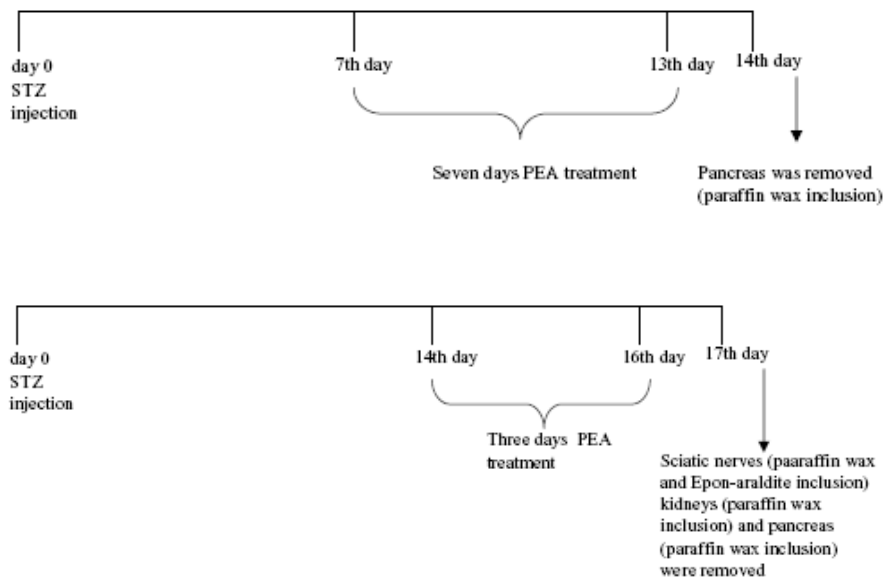 day 0
STZ
injection
7th day
13th day
14th day
Seven days PEA treatment
Pancreas was removed
(paraffin wax inclusion)
day 0
STZ
injection
14th day
16th day
17th day
Three days PEA
treatment
Sciatic nerves (paaraffin wax
and Epon-araldite inclusion)
kidneys (paraffin wax
inclusion) and pancreas
(paraffin wax inclusion)
were removed